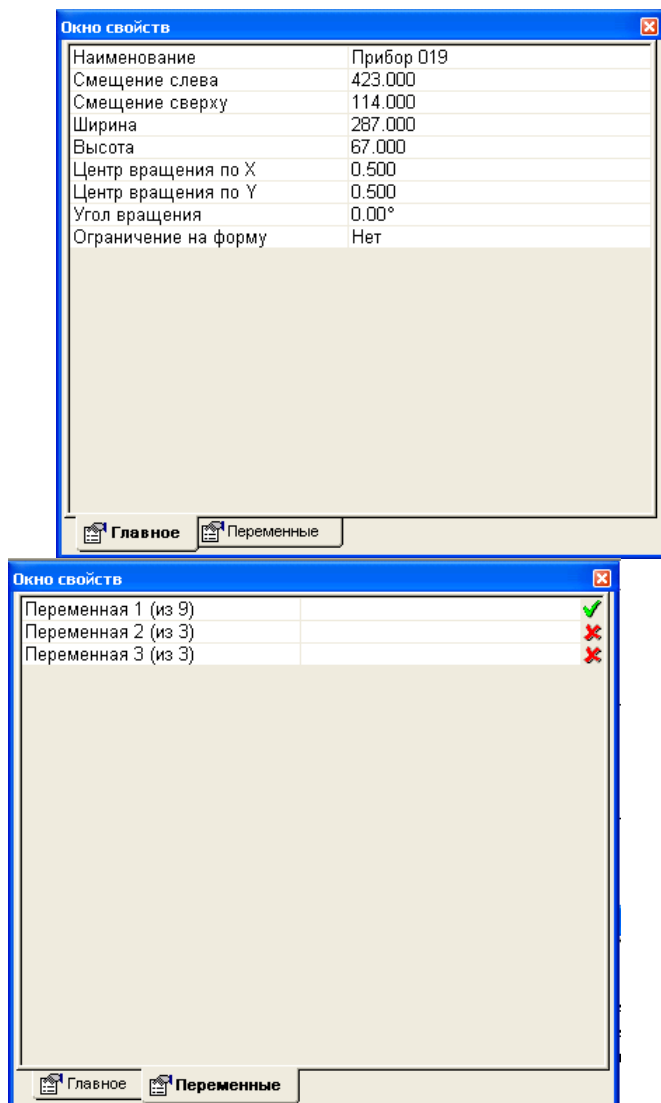 Окно свойств
Наименование Прибор 019
Смещение слева 423.000
Смещение сверху 114.000
Ширина 287.000
Высота 67.000
Центр вращения по X 0.500
Центр вращения по Y 0.500
Угол вращения 0.00°
Ограничение на форму Нет
Главное Переменные
Окно свойств
Переменная 1 (из 9)
Переменная 2 (из 3)
Переменная 3 (из 3)
Главное Переменные